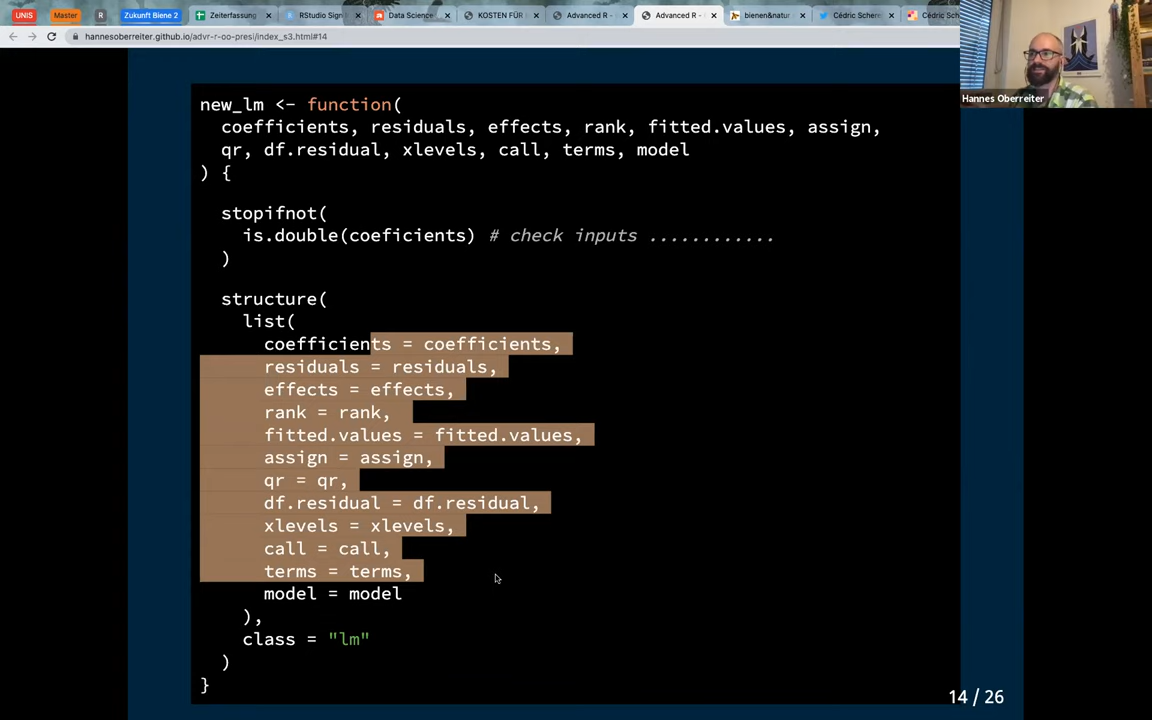 UNIS
Master
R
Zukunft Biene 2
Zeiterfassung
RStudio Sign
Data Science
KOSTEN FÜR
Advanced R -
Advanced R -
bienen&natur
Cédric Schere
Cédric Sch
hannesoberreiter.github.io/advr-r-oo-presi/index_s3.html#14
Hannes Oberreiter
new_lm <- function(
coefficients, residuals, effects, rank, fitted.values, assign,
qr, df.residual, xlevels, call, terms, model
) {
stopifnot(
is.double(coeficients) # check inputs ............
)
structure(
list(
coefficients = coefficients,
residuals = residuals,
effects = effects,
rank = rank,
fitted.values = fitted.values,
assign = assign,
qr = qr,
df.residual = df.residual,
xlevels = xlevels,
call = call,
terms = terms,
model = model
),
class = "lm"
)
}
14 / 26